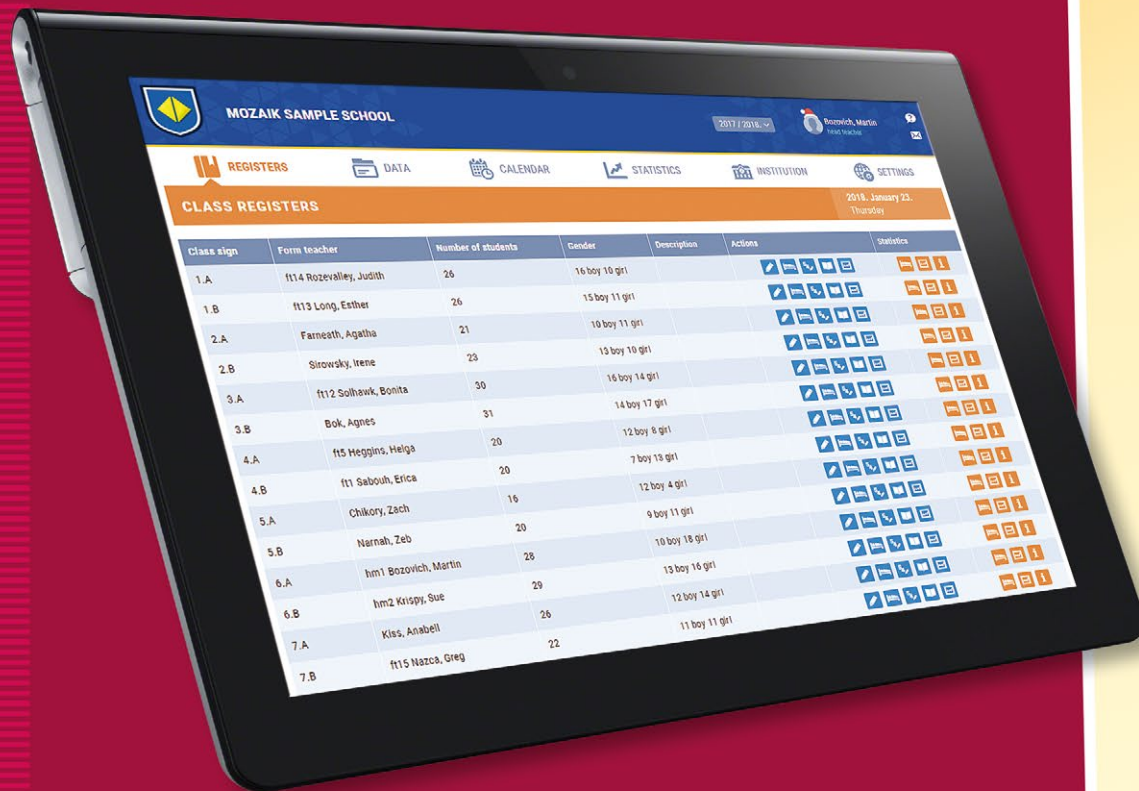 MOZAIK SAMPLE SCHOOL
2017 / 2018.
Bozovich, Martin
head teacher
REGISTERS DATA CALENDAR STATISTICS INSTITUTION SETTINGS
CLASS REGISTERS
2018. January 23.
Thursday
Class sign Form teacher Number of students Gender Description Actions Statistics
1.A ft14 Rozevalley, Judith 26 16 boy 10 girl
1.B ft13 Long, Esther 26 15 boy 11 girl
2.A Farneath, Agatha 21 10 boy 11 girl
2.B Sirowsky, Irene 23 13 boy 10 girl
3.A ft12 Solhawk, Bonita 30 16 boy 14 girl
3.B Bok, Agnes 31 14 boy 17 girl
4.A ft5 Heggins, Helga 20 12 boy 8 girl
4.B ft1 Sabouh, Erica 20 7 boy 13 girl
5.A Chikory, Zach 16 12 boy 4 girl
5.B Narnah, Zeb 20 9 boy 11 girl
6.A hm1 Bozovich, Martin 28 10 boy 18 girl
6.B hm2 Krispy, Sue 29 13 boy 16 girl
7.A Kiss, Anabell 26 12 boy 14 girl
7.B ft15 Nazca, Greg 22 11 boy 11 girl